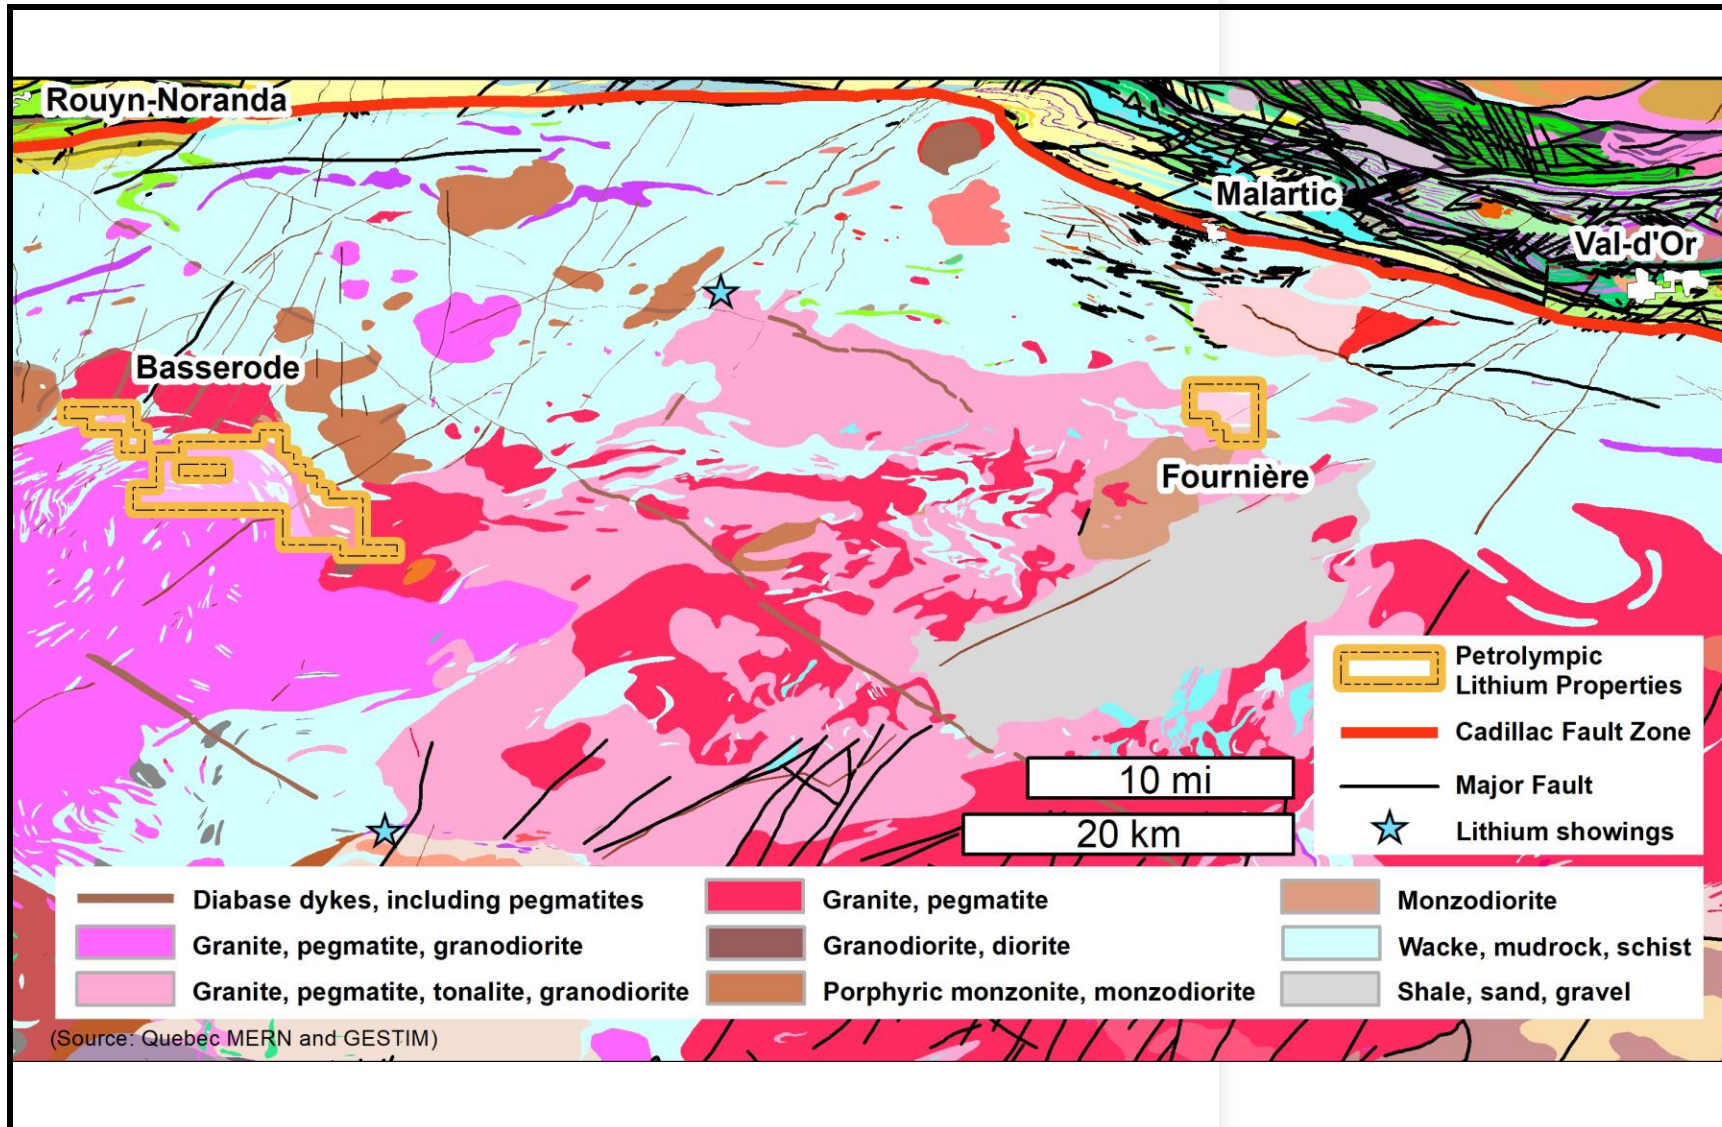 Rouyn-Noranda
Malartic
Val-d'Or
Basserode
Fournière
Petrolympic
Lithium Properties
Cadillac Fault Zone
Major Fault
Lithium showings
10 mi
20 km
Diabase dykes, including pegmatites
Granite, pegmatite, granodiorite
Granite, pegmatite, tonalite, granodiorite
Granite, pegmatite
Granodiorite, diorite
Porphyric monzonite, monzodiorite
Monzodiorite
Wacke, mudrock, schist
Shale, sand, gravel
(Source: Quebec MERN and GESTIM)